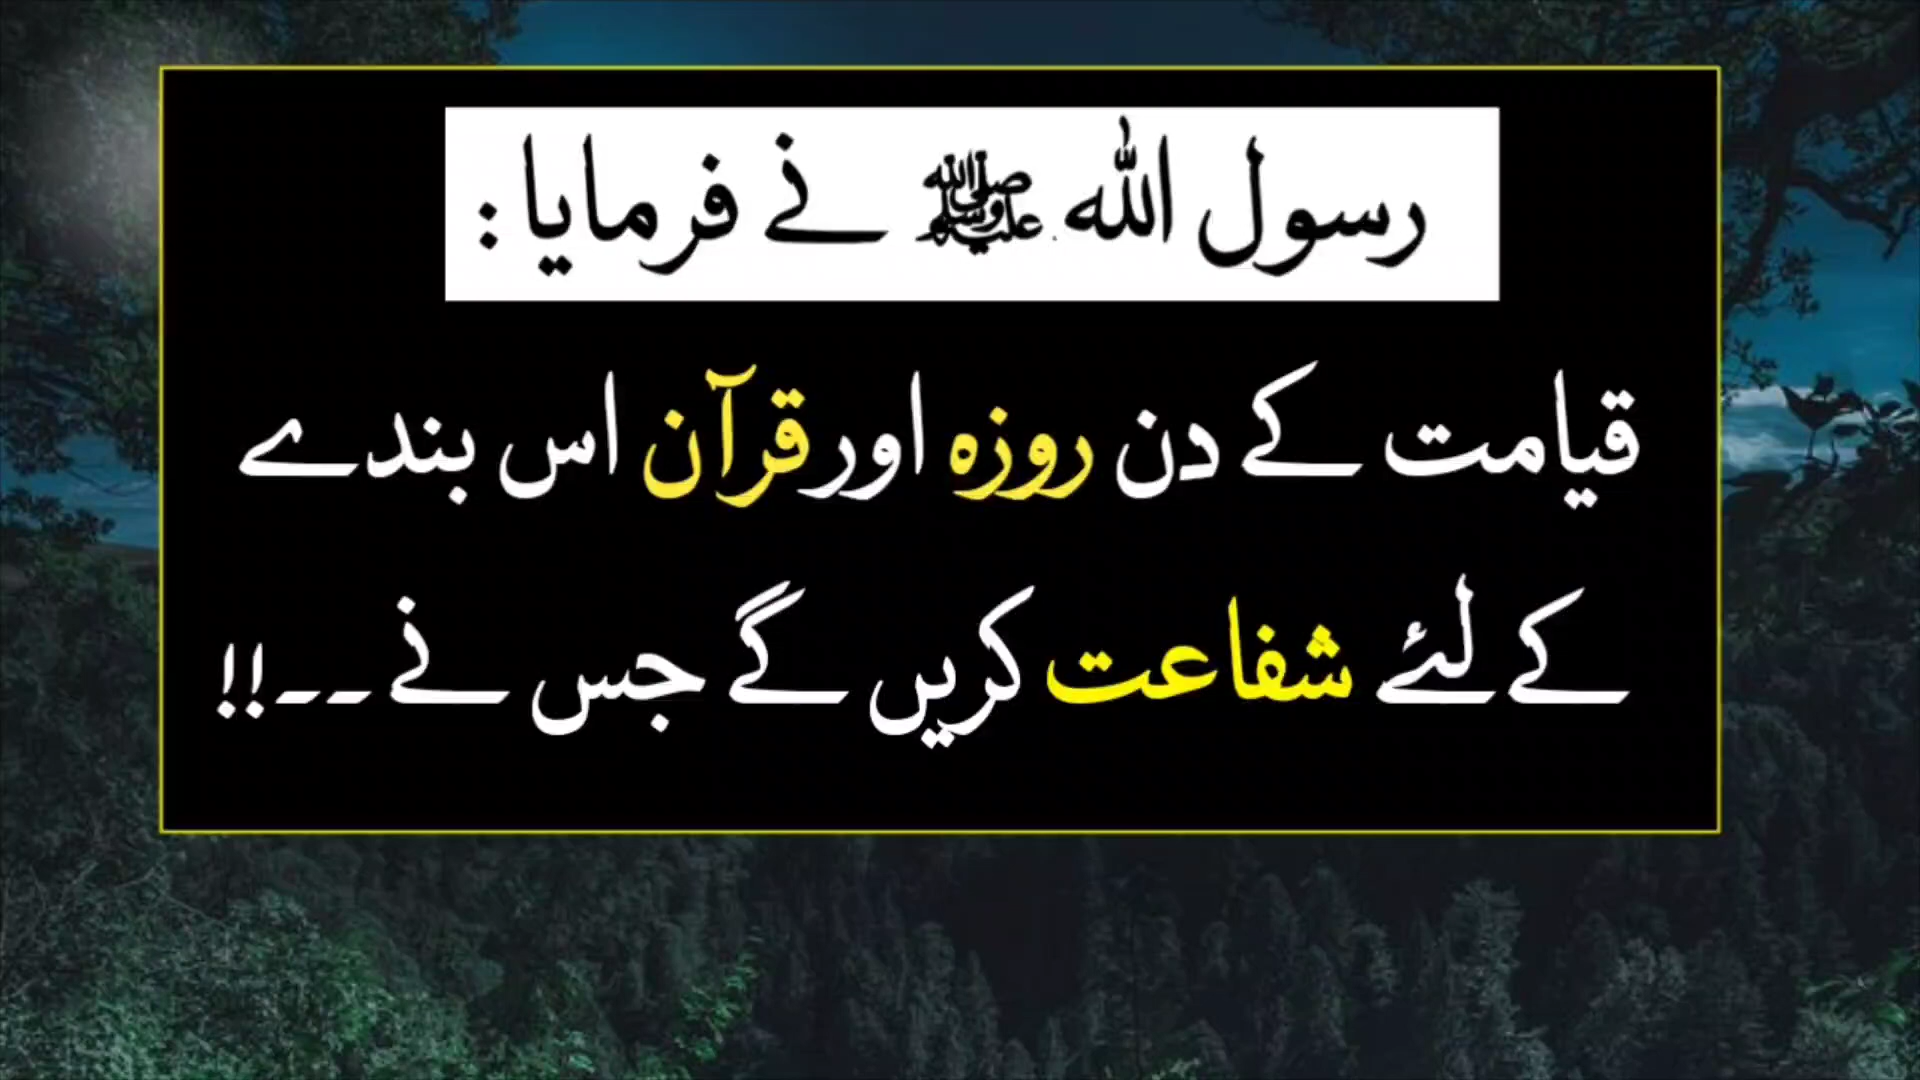 رسول اللہ ﷺ نے فرمایا :
قیامت کے دن روزہ اور قرآن اس بندے
کے لئے شفاعت کریں گے جس نے ۔۔!!